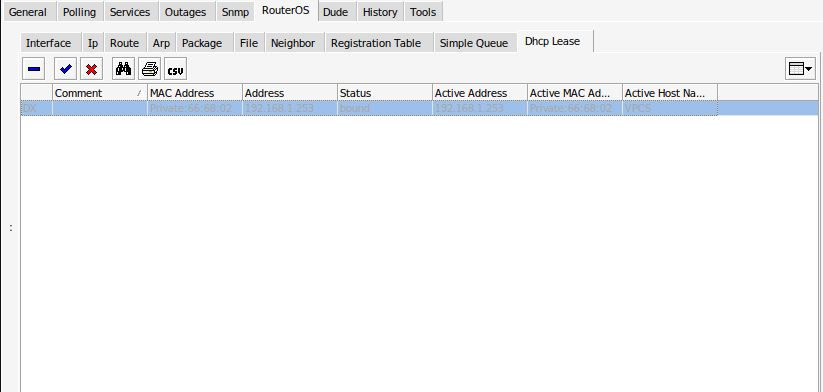 General Polling Services Outages Snmp RouterOS Dude History Tools
Interface Ip Route Arp Package File Neighbor Registration Table Simple Queue Dhcp Lease
CSV
Comment / MAC Address Address Status Active Address Active MAC Ad... Active Host Na...
DX Private:66:68:02 192.168.1.253 bound 192.168.1.253 Private:66:68:02 VPCS
: